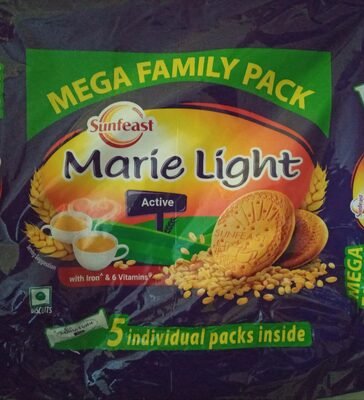 MEGA FAMILY PACK
Sunfeast
Marie Light
Active
with Iron^ & 6 Vitamins#
BISCUITS
5 individual packs inside
MEGA